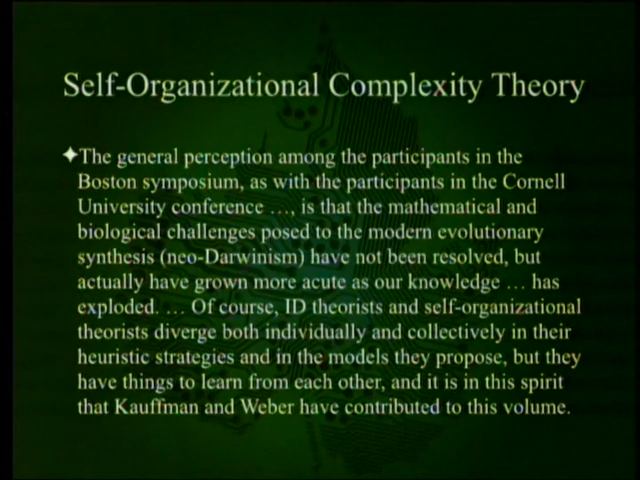 Self-Organizational Complexity Theory
✦The general perception among the participants in the
Boston symposium, as with the participants in the Cornell
University conference …, is that the mathematical and
biological challenges posed to the modern evolutionary
synthesis (neo-Darwinism) have not been resolved, but
actually have grown more acute as our knowledge … has
exploded. … Of course, ID theorists and self-organizational
theorists diverge both individually and collectively in their
heuristic strategies and in the models they propose, but they
have things to learn from each other, and it is in this spirit
that Kauffman and Weber have contributed to this volume.